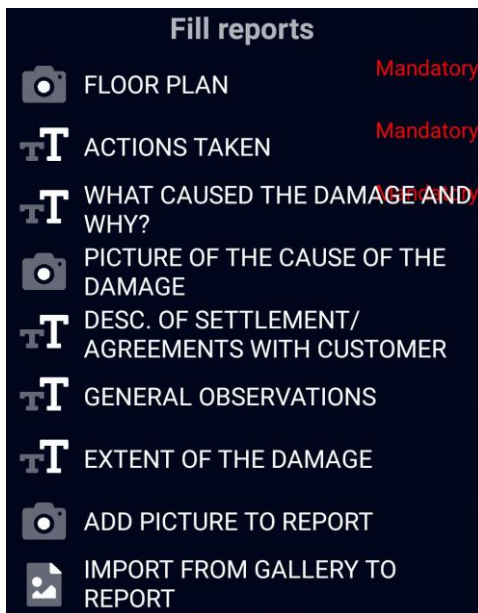 Fill reports
Mandatory
FLOOR PLAN
Mandatory
ACTIONS TAKEN
Mandatory
WHAT CAUSED THE DAMAGE AND
WHY?
PICTURE OF THE CAUSE OF THE
DAMAGE
DESC. OF SETTLEMENT/
AGREEMENTS WITH CUSTOMER
GENERAL OBSERVATIONS
EXTENT OF THE DAMAGE
ADD PICTURE TO REPORT
IMPORT FROM GALLERY TO
REPORT